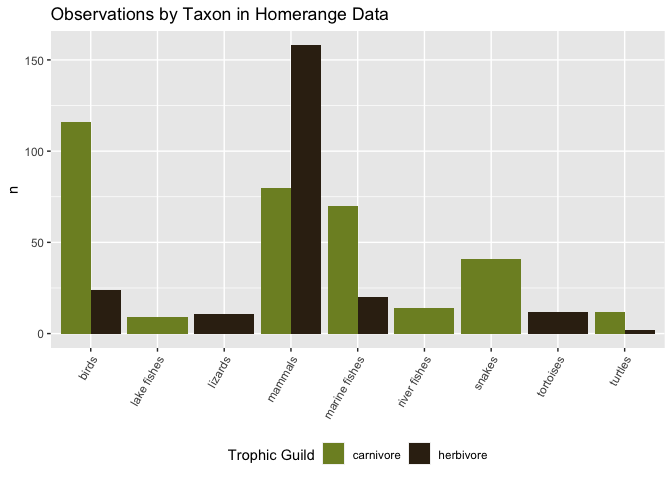 Observations by Taxon in Homerange Data
n
150
100
50
0
birds
lake fishes
lizards
mammals
marine fishes
river fishes
snakes
tortoises
turtles
Trophic Guild carnivore herbivore